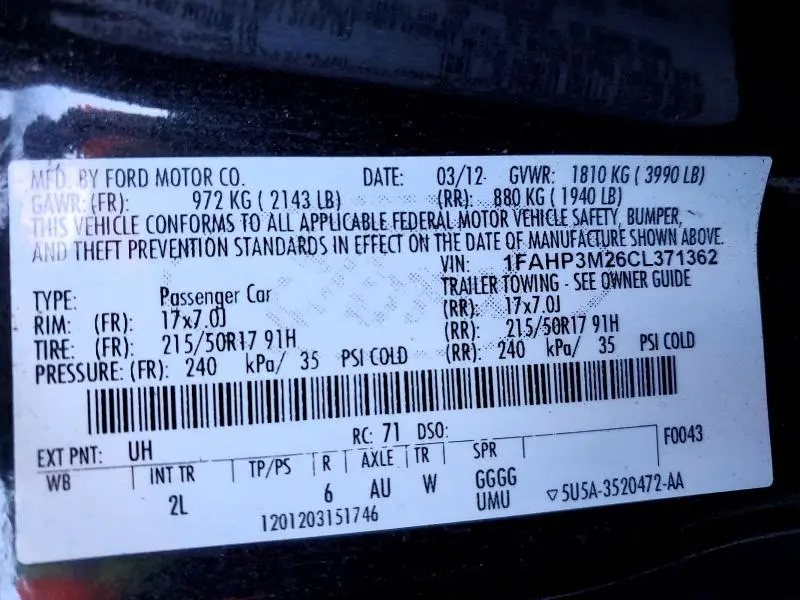 MFD. BY FORD MOTOR CO. DATE: 03/12 GVWR: 1810 KG ( 3990 LB)
GAWR: (FR): 972 KG ( 2143 LB) (RR): 880 KG ( 1940 LB)
THIS VEHICLE CONFORMS TO ALL APPLICABLE FEDERAL MOTOR VEHICLE SAFETY, BUMPER,
AND THEFT PREVENTION STANDARDS IN EFFECT ON THE DATE OF MANUFACTURE SHOWN ABOVE.
VIN: 1FAHP3M26CL371362
TYPE: Passenger Car TRAILER TOWING - SEE OWNER GUIDE
RIM: (FR): 17x7.0J (RR): 17x7.0J
TIRE: (FR): 215/50R17 91H (RR): 215/50R17 91H
PRESSURE: (FR): 240 kPa/ 35 PSI COLD (RR): 240 kPa/ 35 PSI COLD
EXT PNT: UH RC: 71 DSO: F0043
WB INT TR TP/PS R AXLE TR SPR
2L 6 AU W GGGG
1201203151746 UMU ▽ 5U5A-3520472-AA